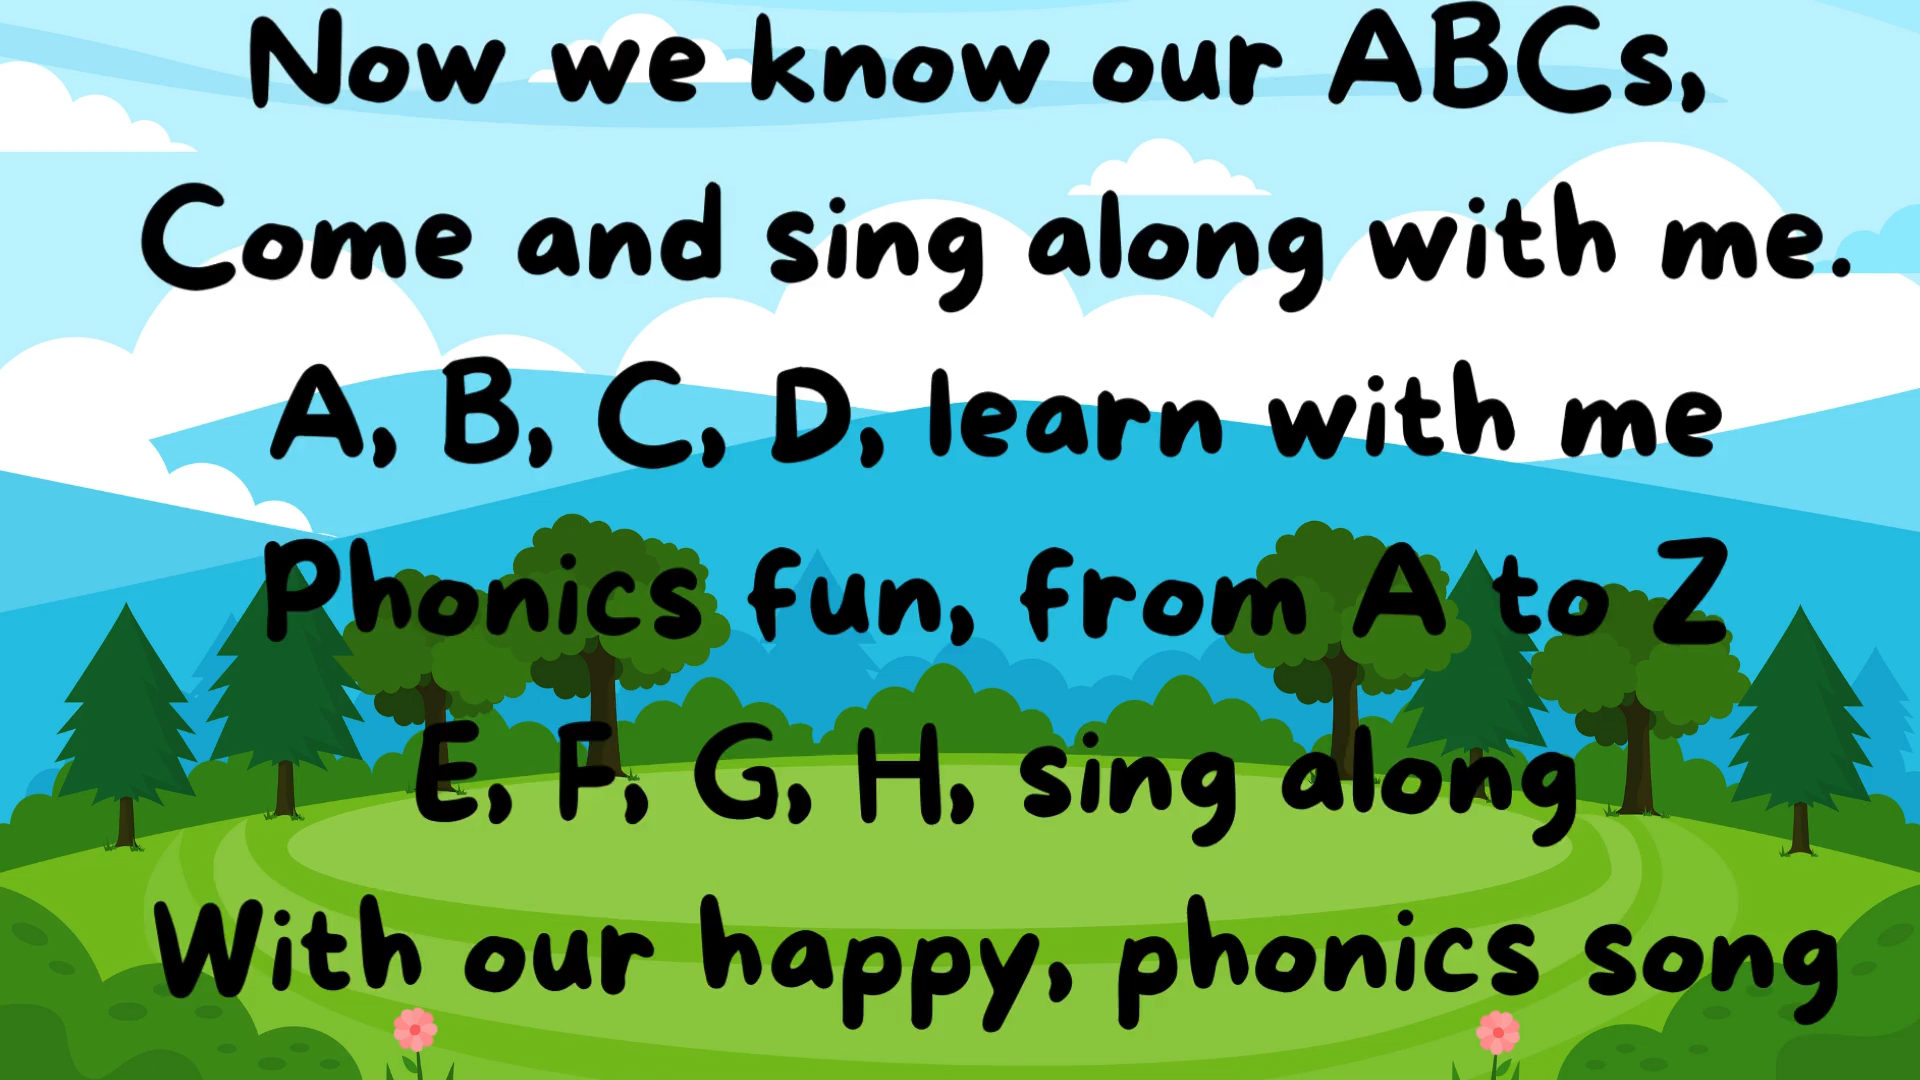 Now we know our ABCs,
Come and sing along with me.
A, B, C, D, learn with me
Phonics fun, from A to Z
E, F, G, H, sing along
With our happy, phonics song